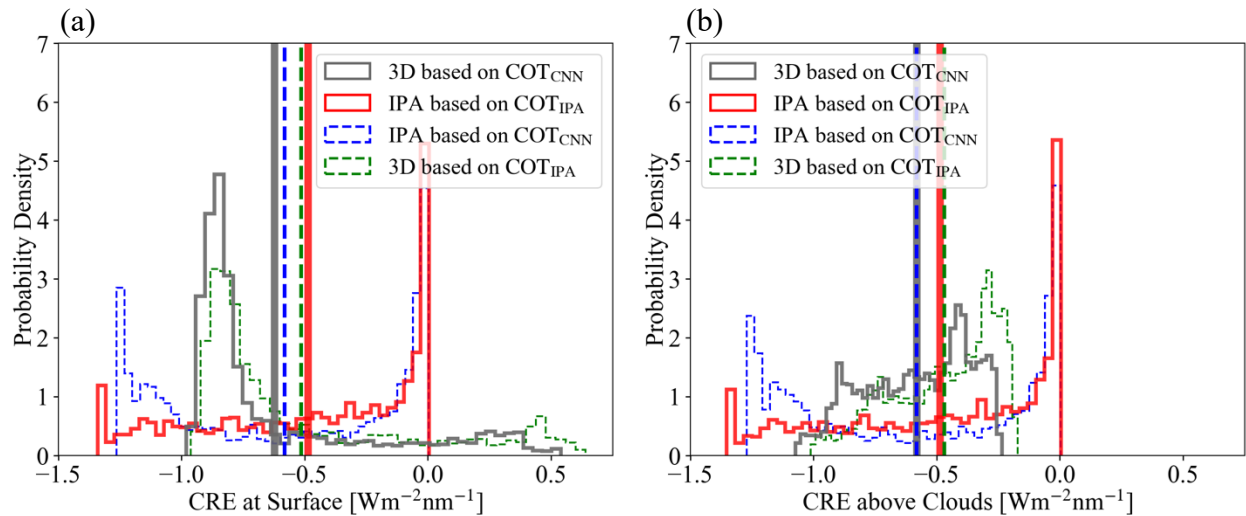 (a)
7
6
5
4
3
2
1
0
Probability Density
−1.5
−1.0
−0.5
0.0
0.5
CRE at Surface [Wm⁻²nm⁻¹]
3D based on COT_CNN
IPA based on COT_IPA
IPA based on COT_CNN
3D based on COT_IPA
(b)
7
6
5
4
3
2
1
0
Probability Density
−1.5
−1.0
−0.5
0.0
0.5
CRE above Clouds [Wm⁻²nm⁻¹]
3D based on COT_CNN
IPA based on COT_IPA
IPA based on COT_CNN
3D based on COT_IPA